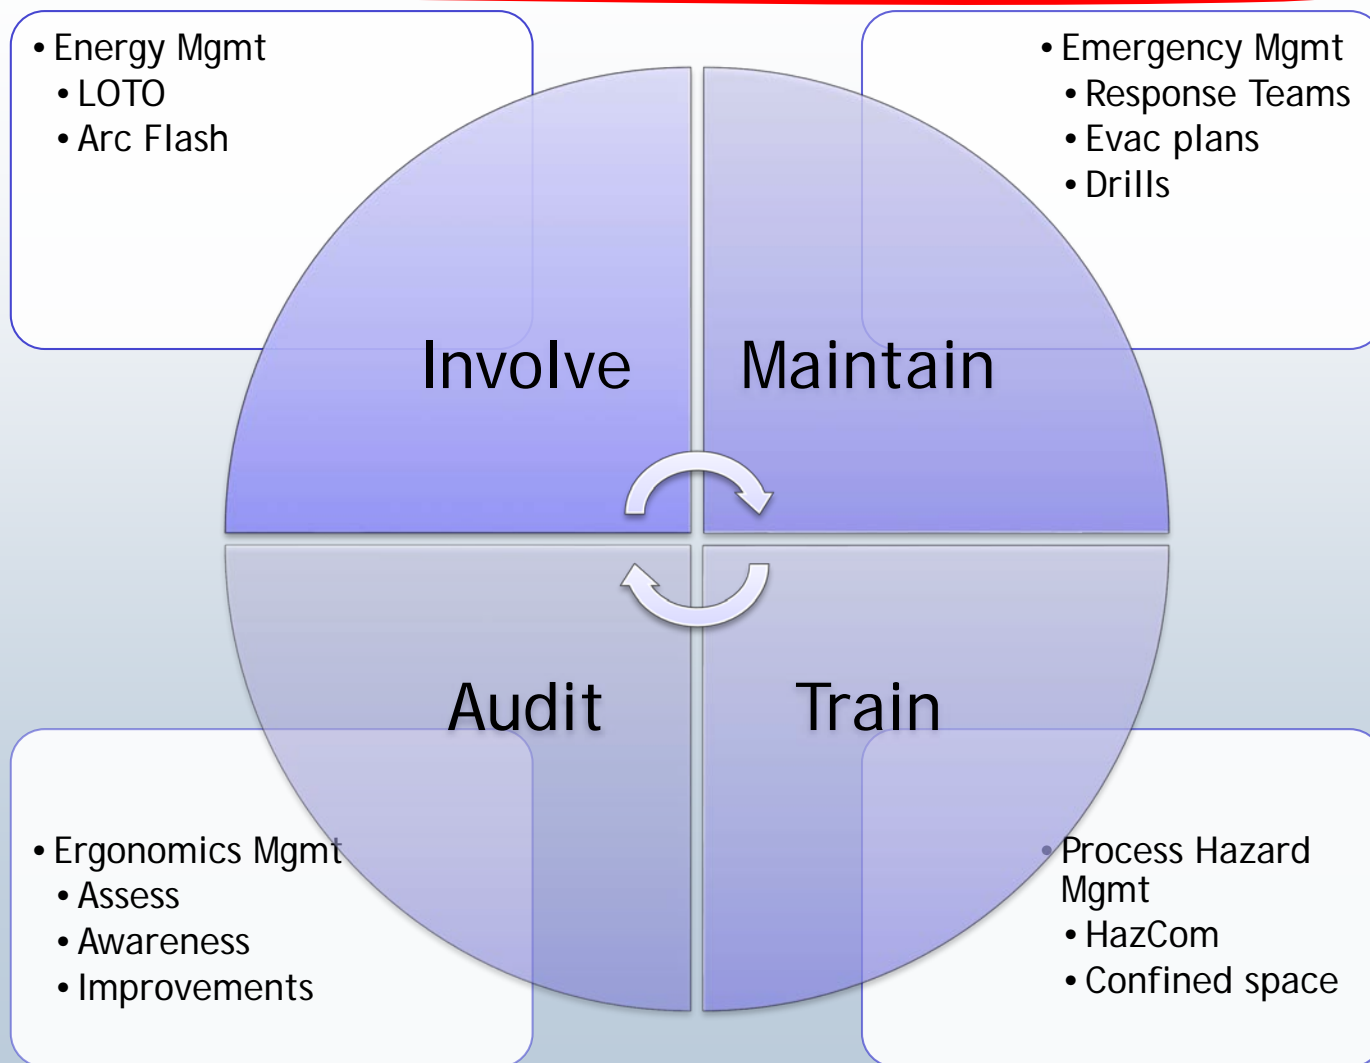 • Energy Mgmt
• LOTO
• Arc Flash
• Emergency Mgmt
• Response Teams
• Evac plans
• Drills
Involve
Maintain
Audit
Train
• Ergonomics Mgmt
• Assess
• Awareness
• Improvements
• Process Hazard
Mgmt
• HazCom
• Confined space